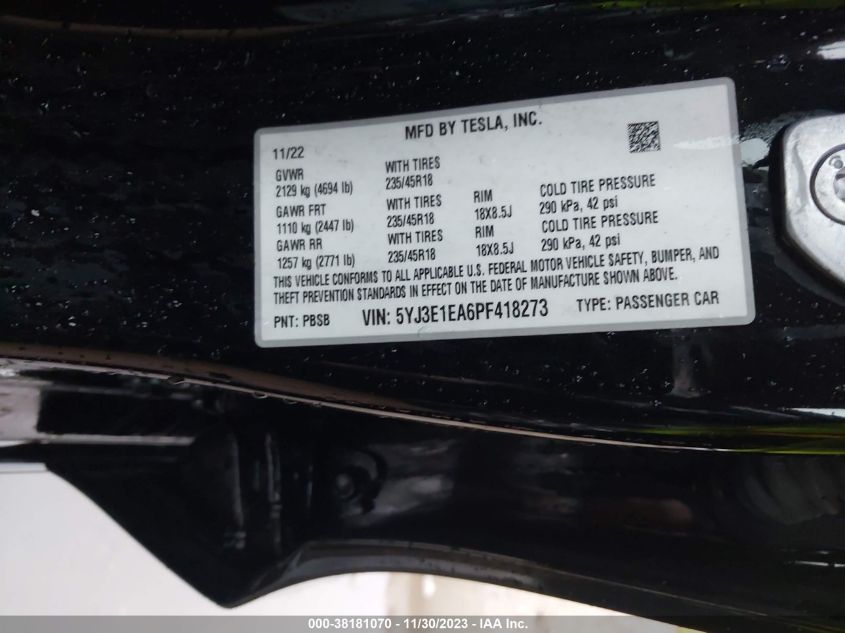 MFD BY TESLA, INC.
11/22
GVWR
2129 kg (4694 lb)
WITH TIRES
235/45R18
GAWR FRT
1110 kg (2447 lb)
WITH TIRES
235/45R18
RIM
18X8.5J
COLD TIRE PRESSURE
290 kPa, 42 psi
GAWR RR
1257 kg (2771 lb)
WITH TIRES
235/45R18
RIM
18X8.5J
COLD TIRE PRESSURE
290 kPa, 42 psi
THIS VEHICLE CONFORMS TO ALL APPLICABLE U.S. FEDERAL MOTOR VEHICLE SAFETY, BUMPER, AND
THEFT PREVENTION STANDARDS IN EFFECT ON THE DATE OF MANUFACTURE SHOWN ABOVE.
PNT: PBSB VIN: 5YJ3E1EA6PF418273 TYPE: PASSENGER CAR
000-38181070 - 11/30/2023 - IAA Inc.